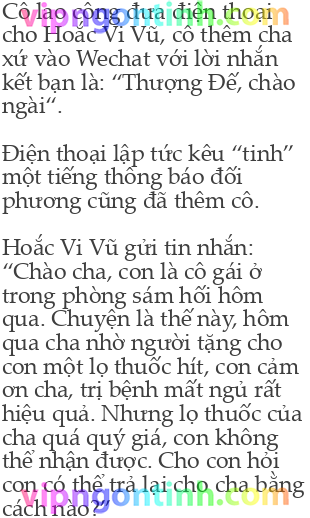 vipngontinh.com
Cô lao công đưa điện thoại
cho Hoắc Vi Vũ, cô thêm cha
xứ vào Wechat với lời nhắn
kết bạn là: “Thượng Đế, chào
ngài“.
Điện thoại lập tức kêu “tinh”
một tiếng thông báo đối
phương cũng đã thêm cô.
Hoắc Vi Vũ gửi tin nhắn:
“Chào cha, con là cô gái ở
trong phòng sám hối hôm
qua. Chuyện là thế này, hôm
qua cha nhờ người tặng cho
con một lọ thuốc hít, con cảm
ơn cha, trị bệnh mất ngủ rất
hiệu quả. Nhưng lọ thuốc của
cha quá quý giá, con không
thể nhận được. Cho con hỏi
con có thể trả lại cho cha bằng
cách nào?”
vipngontinh.com